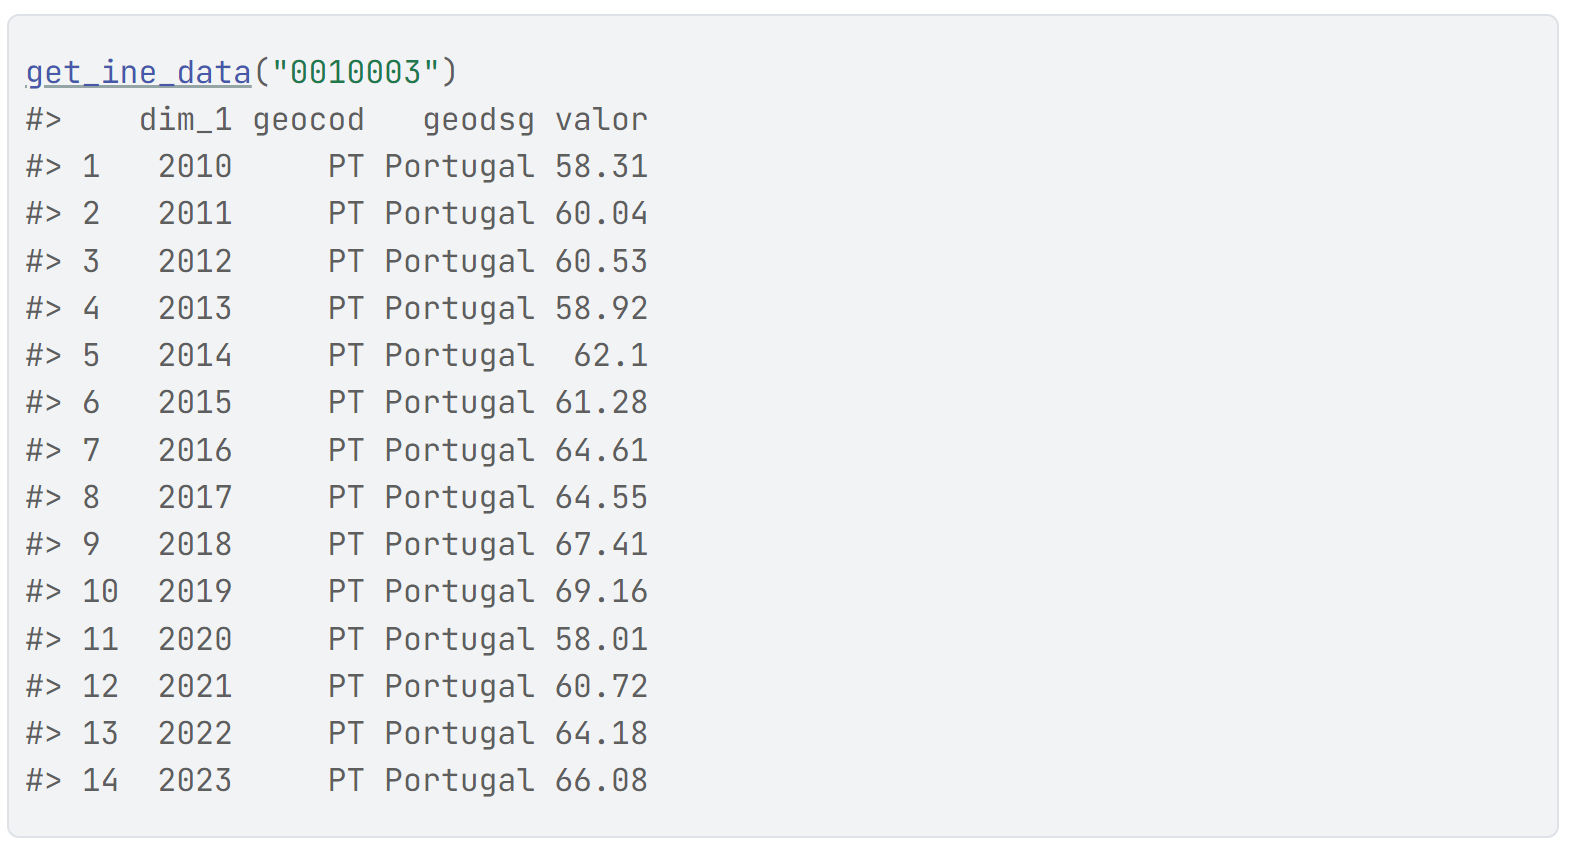 get_ine_data("0010003")
#>    dim_1 geocod   geodsg valor
#> 1   2010     PT Portugal 58.31
#> 2   2011     PT Portugal 60.04
#> 3   2012     PT Portugal 60.53
#> 4   2013     PT Portugal 58.92
#> 5   2014     PT Portugal  62.1
#> 6   2015     PT Portugal 61.28
#> 7   2016     PT Portugal 64.61
#> 8   2017     PT Portugal 64.55
#> 9   2018     PT Portugal 67.41
#> 10  2019     PT Portugal 69.16
#> 11  2020     PT Portugal 58.01
#> 12  2021     PT Portugal 60.72
#> 13  2022     PT Portugal 64.18
#> 14  2023     PT Portugal 66.08